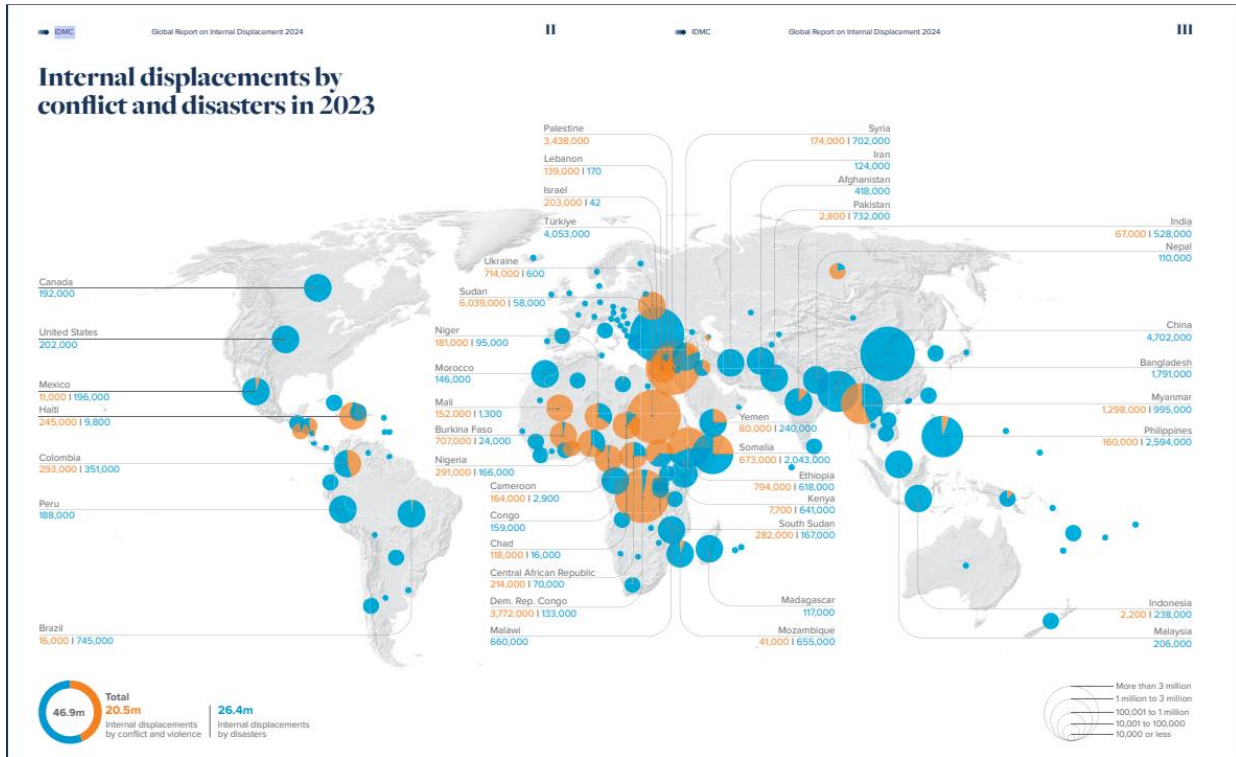 IDMC
Global Report on Internal Displacement 2024
II
IDMC
Global Report on Internal Displacement 2024
III
Internal displacements by
conflict and disasters in 2023
Palestine
3,438,000
Lebanon
139,000 | 170
Israel
203,000 | 42
Türkiye
4,053,000
Ukraine
714,000 | 600
Sudan
6,039,000 | 58,000
Niger
181,000 | 95,000
Morocco
146,000
Mali
152,000 | 1,300
Burkina Faso
707,000 | 24,000
Nigeria
291,000 | 166,000
Cameroon
164,000 | 2,900
Congo
159,000
Chad
118,000 | 16,000
Central African Republic
214,000 | 70,000
Dem. Rep. Congo
3,772,000 | 133,000
Malawi
660,000
Syria
174,000 | 702,000
Iran
124,000
Afghanistan
418,000
Pakistan
2,800 | 732,000
India
67,000 | 528,000
Nepal
110,000
China
4,702,000
Bangladesh
1,791,000
Myanmar
1,298,000 | 995,000
Philippines
160,000 | 2,594,000
Canada
192,000
United States
202,000
Mexico
11,000 | 196,000
Haiti
245,000 | 9,800
Colombia
293,000 | 351,000
Peru
188,000
Brazil
16,000 | 745,000
Yemen
80,000 | 240,000
Somalia
673,000 | 2,043,000
Ethiopia
794,000 | 618,000
Kenya
7,700 | 641,000
South Sudan
282,000 | 167,000
Madagascar
117,000
Mozambique
41,000 | 655,000
Indonesia
2,200 | 238,000
Malaysia
206,000
46.9m
Total
20.5m
Internal displacements
by conflict and violence
26.4m
Internal displacements
by disasters
More than 3 million
1 million to 3 million
100,001 to 1 million
10,001 to 100,000
10,000 or less